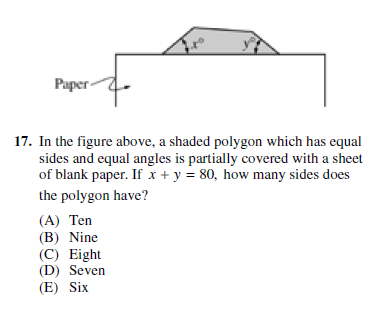 x°
y°
Paper
17. In the figure above, a shaded polygon which has equal
sides and equal angles is partially covered with a sheet
of blank paper. If x + y = 80, how many sides does
the polygon have?
(A) Ten
(B) Nine
(C) Eight
(D) Seven
(E) Six